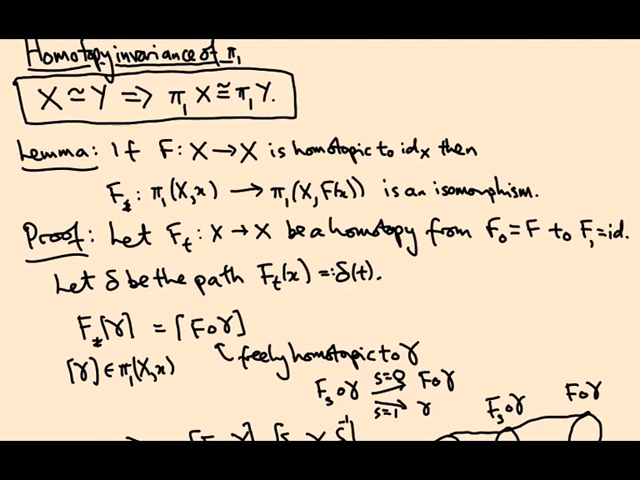 Homotopy invariance of π₁
X ≃ Y ⟹ π₁X ≅ π₁Y.
Lemma: If F: X → X is homotopic to id_X then
F_*: π₁(X,x) → π₁(X,F(x)) is an isomorphism.
Proof: Let F_t: X → X be a homotopy from F₀=F to F₁=id.
Let δ be the path F_t(x) =: δ(t).
F_*[γ] = [F∘γ]
[γ] ∈ π₁(X,x)
freely homotopic to γ
F_s∘γ s=0 → F∘γ
s=1 → γ
F_s∘γ F∘γ
δ⁻¹